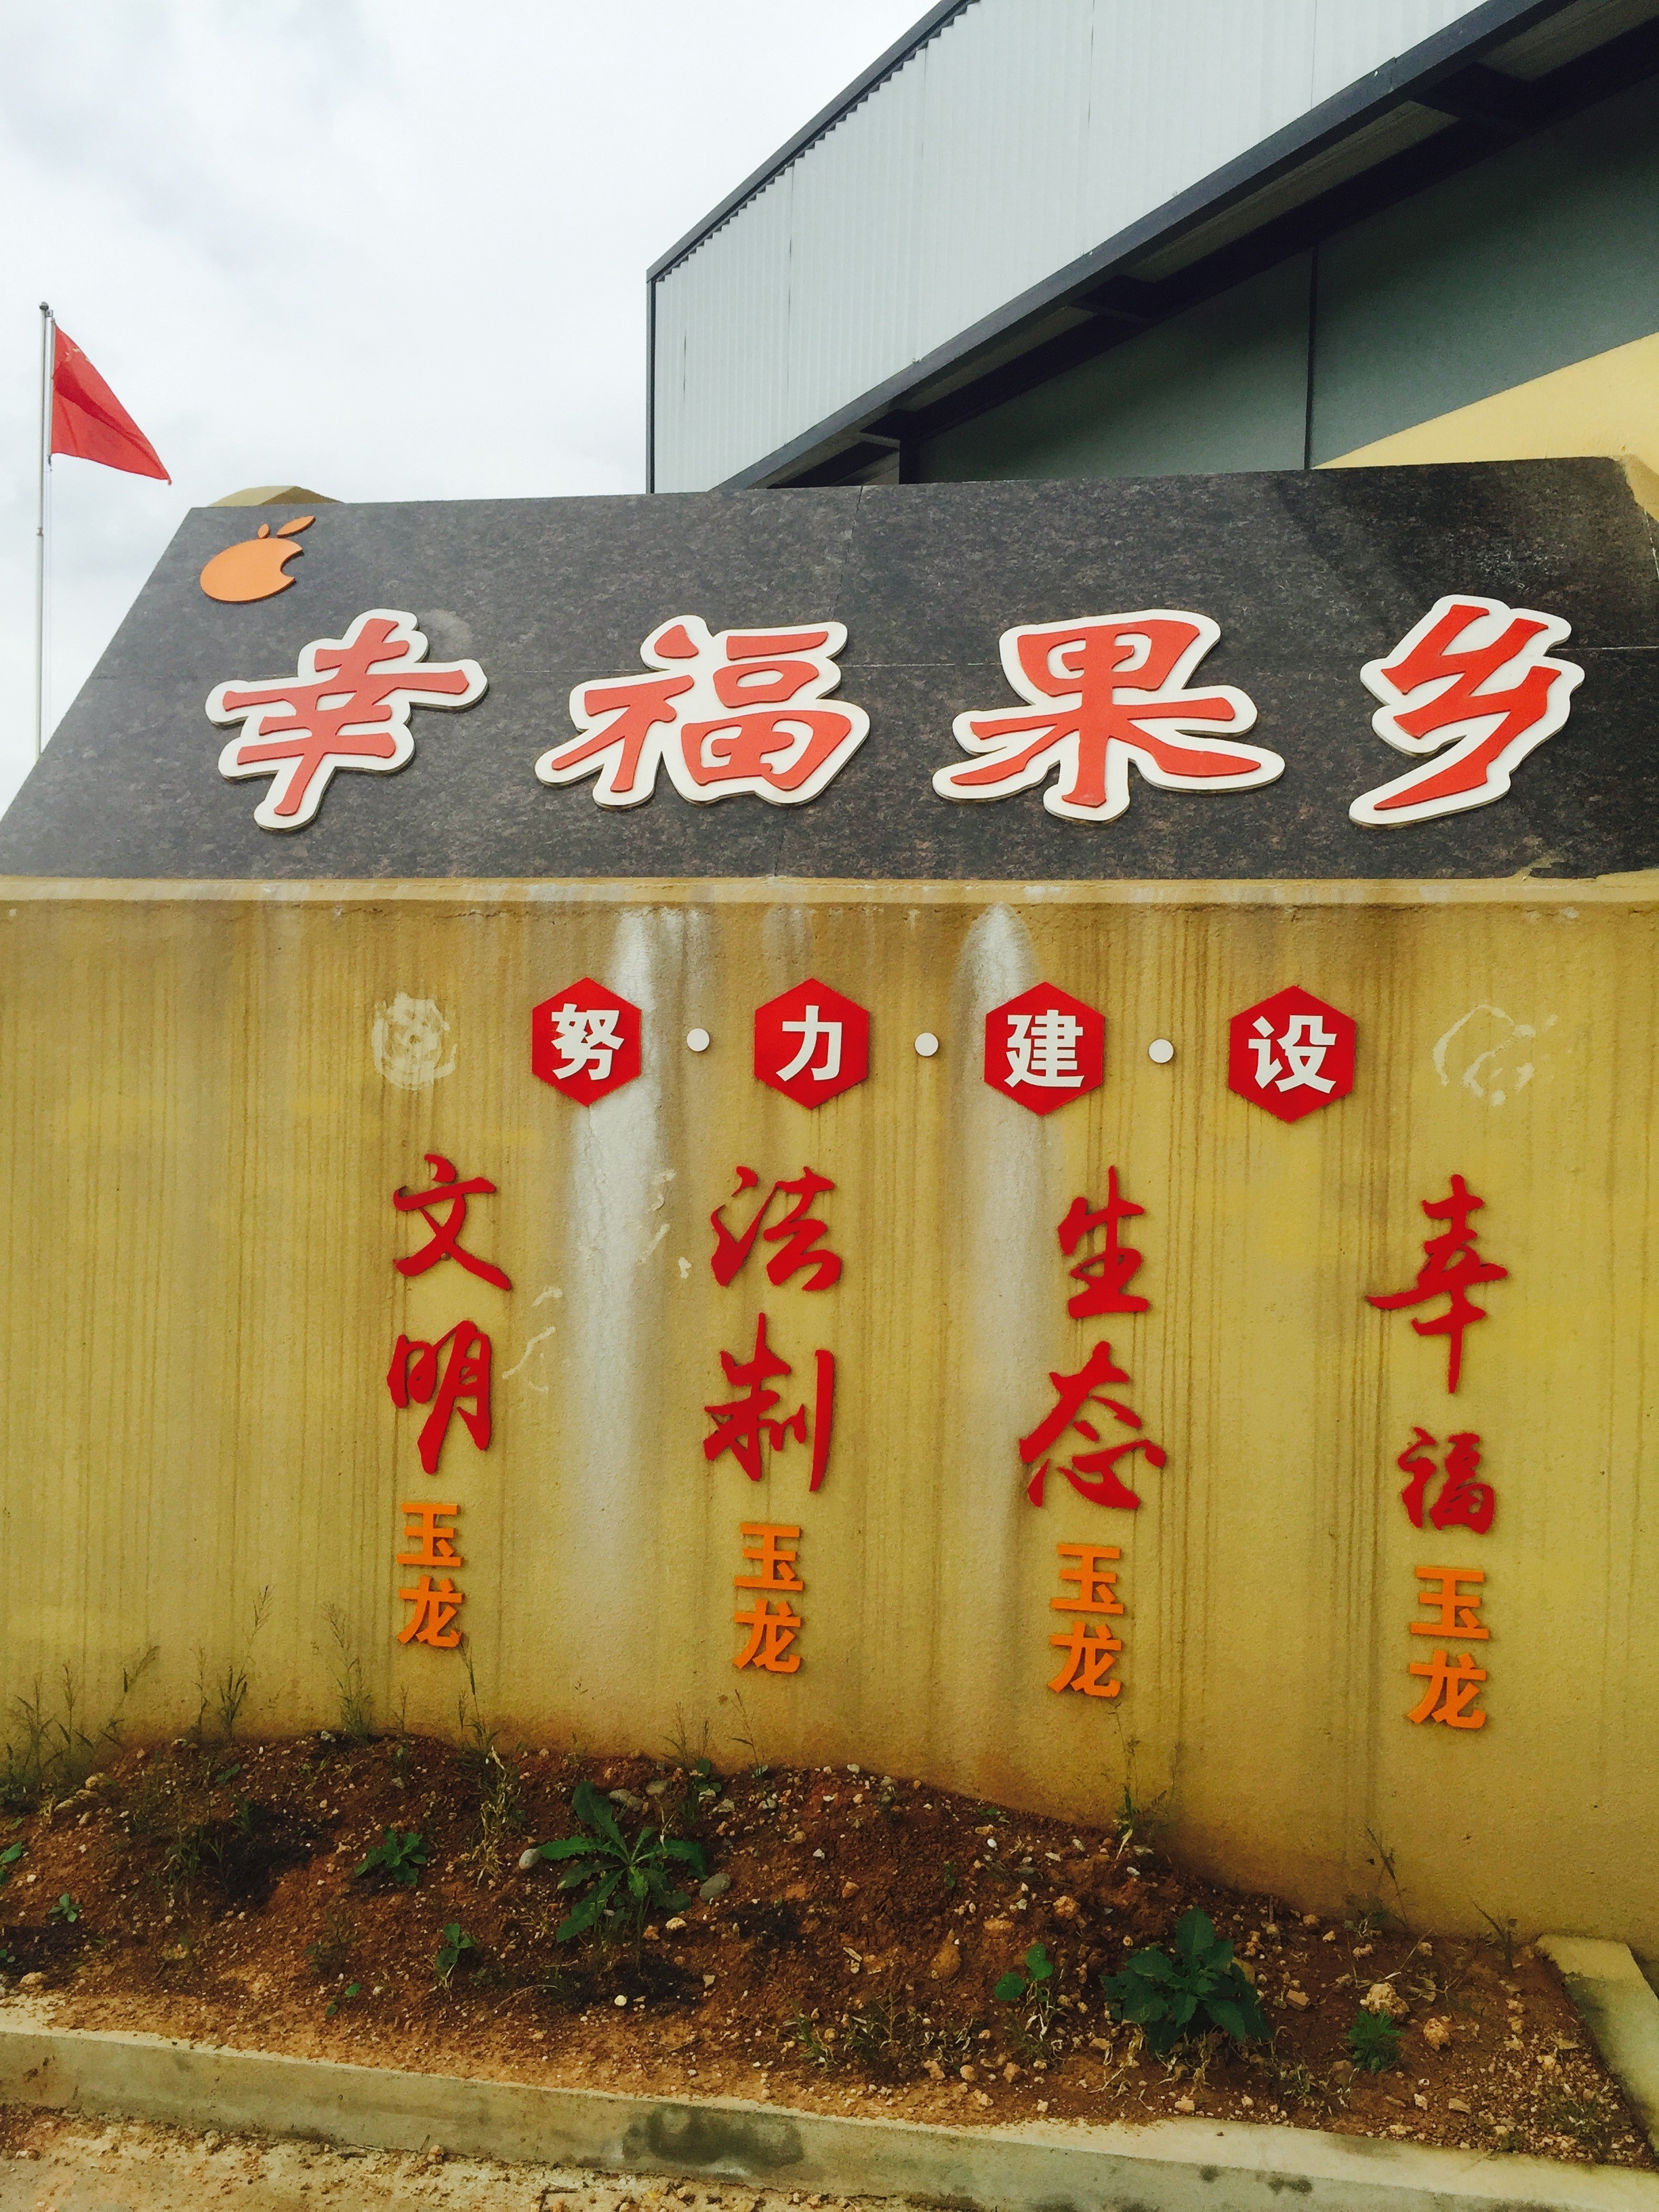 幸福果乡
努·力·建·设
文明玉龙
法制玉龙
生态玉龙
幸福玉龙